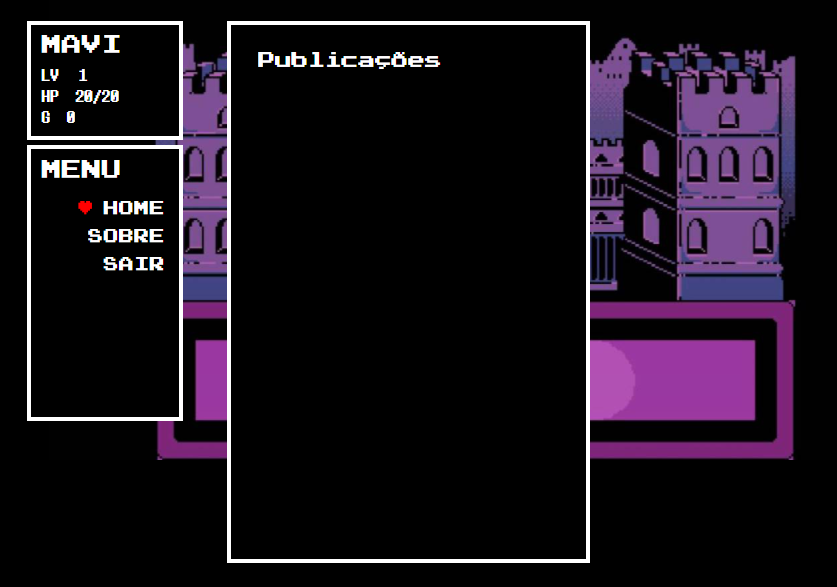 MAVI
LV 1
HP 20/20
G 0
MENU
HOME
SOBRE
SAIR
Publicações